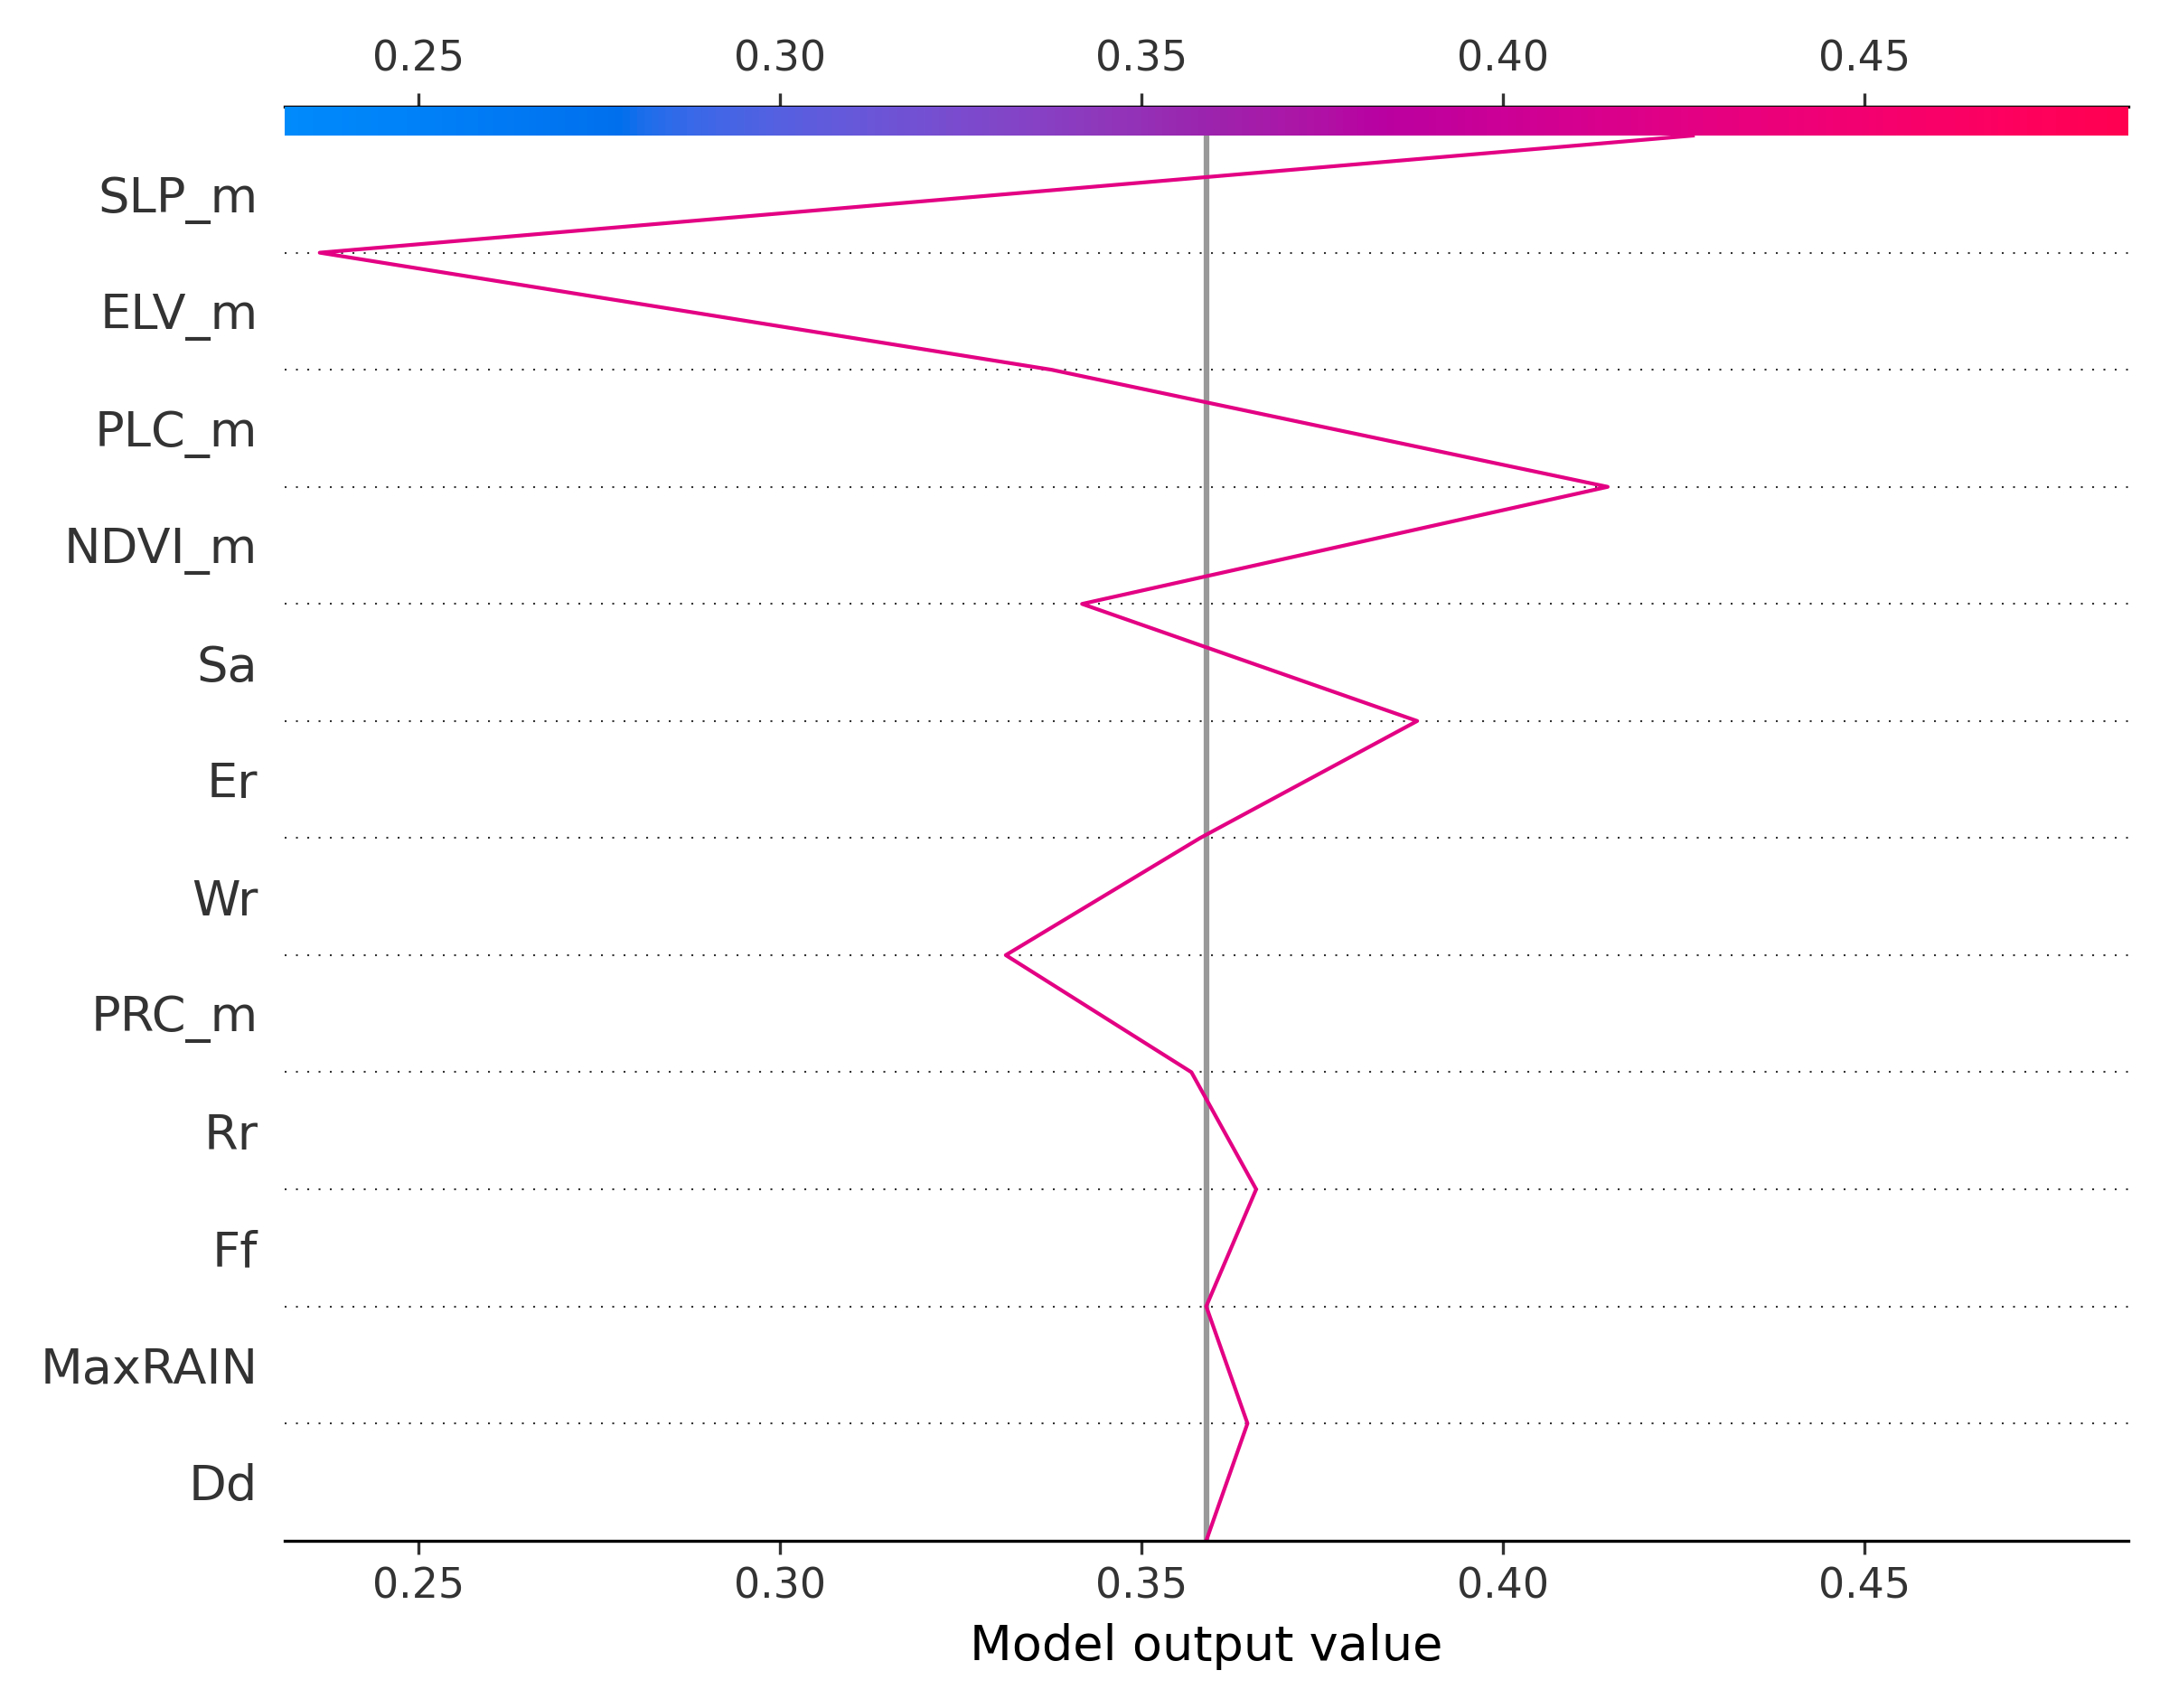 0.25 0.30 0.35 0.40 0.45
SLP_m
ELV_m
PLC_m
NDVI_m
Sa
Er
Wr
PRC_m
Rr
Ff
MaxRAIN
Dd
0.25 0.30 0.35 0.40 0.45
Model output value